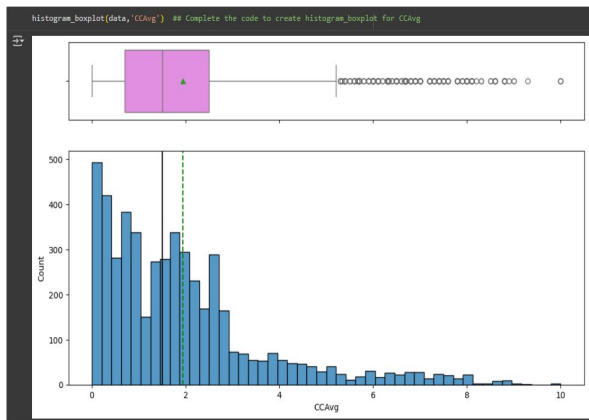 histogram_boxplot(data,'CCAvg')  ## Complete the code to create histogram_boxplot for CCAvg
500
400
300
200
100
0
Count
0 2 4 6 8 10
CCAvg